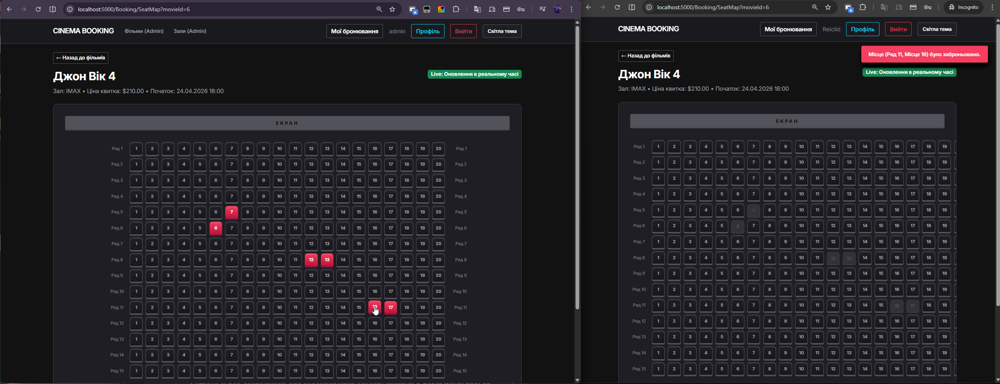 localhost:5000/Booking/SeatMap?movieId=6
CINEMA BOOKING Фільми (Admin) Зали (Admin) Мої бронювання admin Профіль Вийти Світла тема
← Назад до фільмів
Джон Вік 4
Live: Оновлення в реальному часі
Зал: IMAX • Ціна квитка: $210.00 • Початок: 24.04.2026 18:00
ЕКРАН
Ряд 1 1 2 3 4 5 6 7 8 9 10 11 12 13 14 15 16 17 18 19 20 Ряд 1
Ряд 2 1 2 3 4 5 6 7 8 9 10 11 12 13 14 15 16 17 18 19 20 Ряд 2
Ряд 3 1 2 3 4 5 6 7 8 9 10 11 12 13 14 15 16 17 18 19 20 Ряд 3
Ряд 4 1 2 3 4 5 6 7 8 9 10 11 12 13 14 15 16 17 18 19 20 Ряд 4
Ряд 5 1 2 3 4 5 6 7 8 9 10 11 12 13 14 15 16 17 18 19 20 Ряд 5
Ряд 6 1 2 3 4 5 6 7 8 9 10 11 12 13 14 15 16 17 18 19 20 Ряд 6
Ряд 7 1 2 3 4 5 6 7 8 9 10 11 12 13 14 15 16 17 18 19 20 Ряд 7
Ряд 8 1 2 3 4 5 6 7 8 9 10 11 12 13 14 15 16 17 18 19 20 Ряд 8
Ряд 9 1 2 3 4 5 6 7 8 9 10 11 12 13 14 15 16 17 18 19 20 Ряд 9
Ряд 10 1 2 3 4 5 6 7 8 9 10 11 12 13 14 15 16 17 18 19 20 Ряд 10
Ряд 11 1 2 3 4 5 6 7 8 9 10 11 12 13 14 15 17 18 19 20 Ряд 11
Ряд 12 1 2 3 4 5 6 7 8 9 10 11 12 13 14 15 16 17 18 19 20 Ряд 12
Ряд 13 1 2 3 4 5 6 7 8 9 10 11 12 13 14 15 16 17 18 19 20 Ряд 13
Ряд 14 1 2 3 4 5 6 7 8 9 10 11 12 13 14 15 16 17 18 19 20 Ряд 14
Ряд 15 1 2 3 4 5 6 7 8 9 10 11 12 13 14 15 16 17 18 19 20 Ряд 15
localhost:5000/Booking/SeatMap?movieId=6 Incognito
CINEMA BOOKING Мої бронювання Reiclid Профіль Вийти Світла тема
← Назад до фільмів
Місце (Ряд 11, Місце 16) було заброньовано.
Джон Вік 4
Live: Оновлення в реальному часі
Зал: IMAX • Ціна квитка: $210.00 • Початок: 24.04.2026 18:00
ЕКРАН
Ряд 1 1 2 3 4 5 6 7 8 9 10 11 12 13 14 15 16 17 18 19
Ряд 2 1 2 3 4 5 6 7 8 9 10 11 12 13 14 15 16 17 18 19
Ряд 3 1 2 3 4 5 6 7 8 9 10 11 12 13 14 15 16 17 18 19
Ряд 4 1 2 3 4 5 6 7 8 9 10 11 12 13 14 15 16 17 18 19
Ряд 5 1 2 3 4 5 6 7 8 9 10 11 12 13 14 15 16 17 18 19
Ряд 6 1 2 3 4 5 6 7 8 9 10 11 12 13 14 15 16 17 18 19
Ряд 7 1 2 3 4 5 6 7 8 9 10 11 12 13 14 15 16 17 18 19
Ряд 8 1 2 3 4 5 6 7 8 9 10 11 12 13 14 15 16 17 18 19
Ряд 9 1 2 3 4 5 6 7 8 9 10 11 12 13 14 15 16 17 18 19
Ряд 10 1 2 3 4 5 6 7 8 9 10 11 12 13 14 15 16 17 18 19
Ряд 11 1 2 3 4 5 6 7 8 9 10 11 12 13 14 15 16 17 18 19
Ряд 12 1 2 3 4 5 6 7 8 9 10 11 12 13 14 15 16 17 18 19
Ряд 13 1 2 3 4 5 6 7 8 9 10 11 12 13 14 15 16 17 18 19
Ряд 14 1 2 3 4 5 6 7 8 9 10 11 12 13 14 15 16 17 18 19
Ряд 15 1 2 3 4 5 6 7 8 9 10 11 12 13 14 15 16 17 18 19